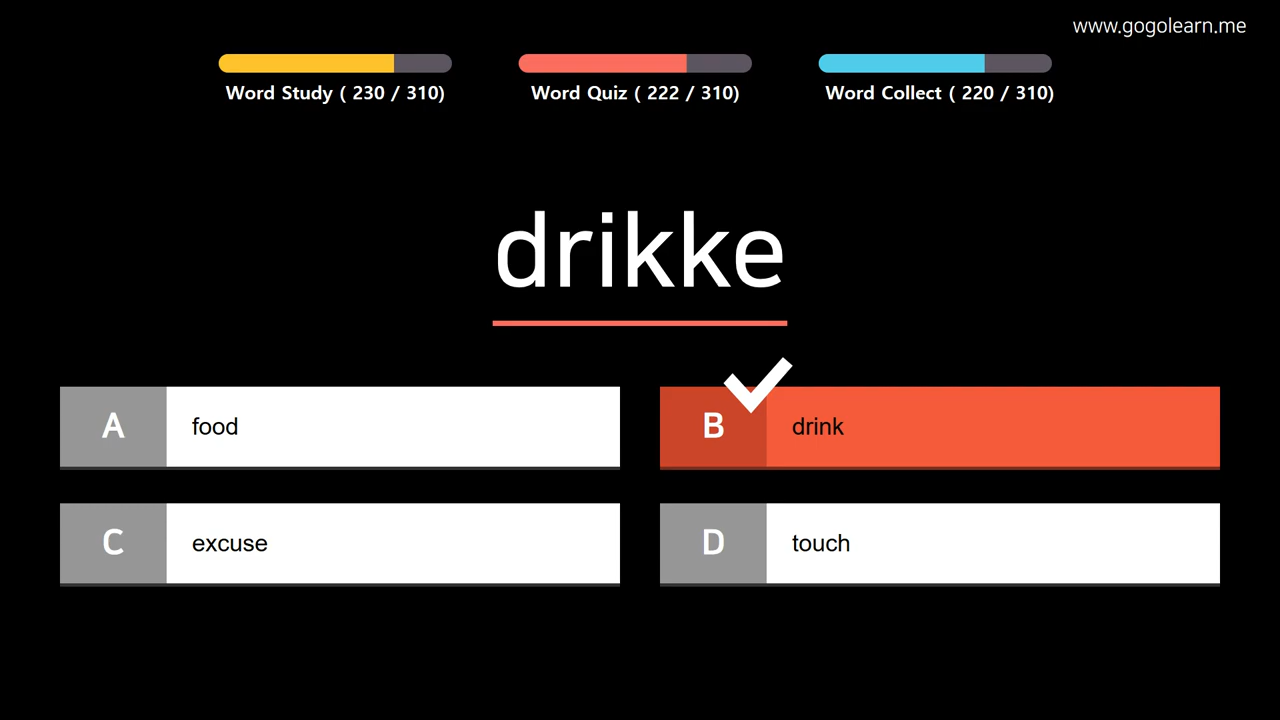 www.gogolearn.me
Word Study ( 230 / 310)
Word Quiz ( 222 / 310)
Word Collect ( 220 / 310)
drikke
A food
B drink
C excuse
D touch